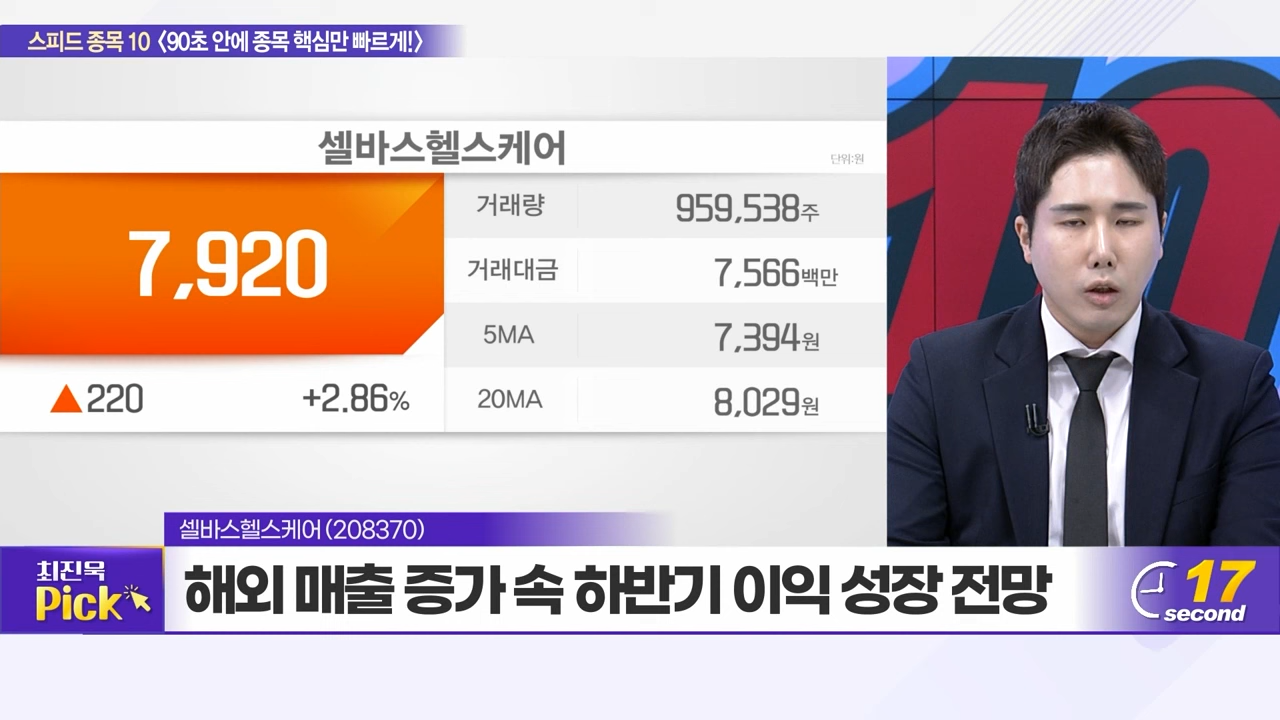 스피드 종목 10 〈90초 안에 종목 핵심만 빠르게!〉
셀바스헬스케어
단위:원
7,920
▲220 +2.86%
거래량 959,538주
거래대금 7,566백만
5MA 7,394원
20MA 8,029원
10
셀바스헬스케어(208370)
최진묵
Pick
해외 매출 증가 속 하반기 이익 성장 전망
17
second